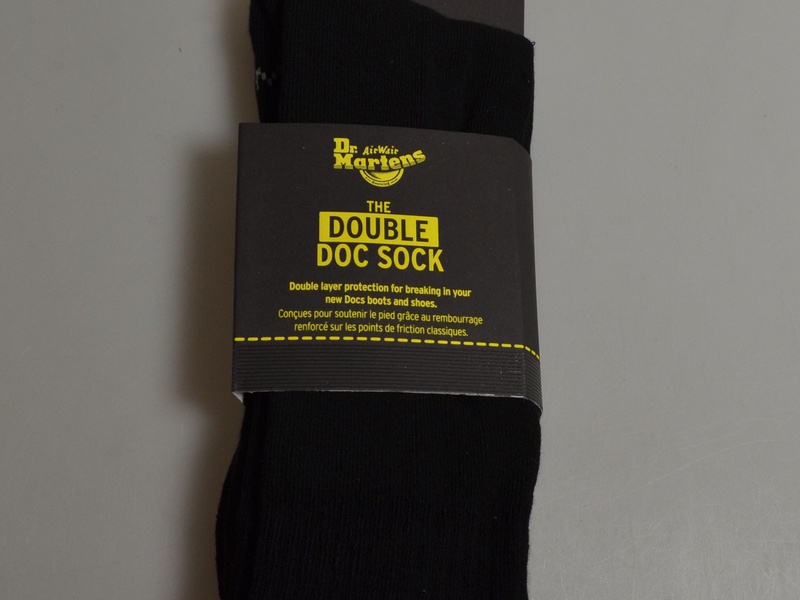 Dr. AirWair
Martens
THE
DOUBLE
DOC SOCK
Double layer protection for breaking in your
new Docs boots and shoes.
Conçues pour soutenir le pied grâce au rembourrage
renforcé sur les points de friction classiques.